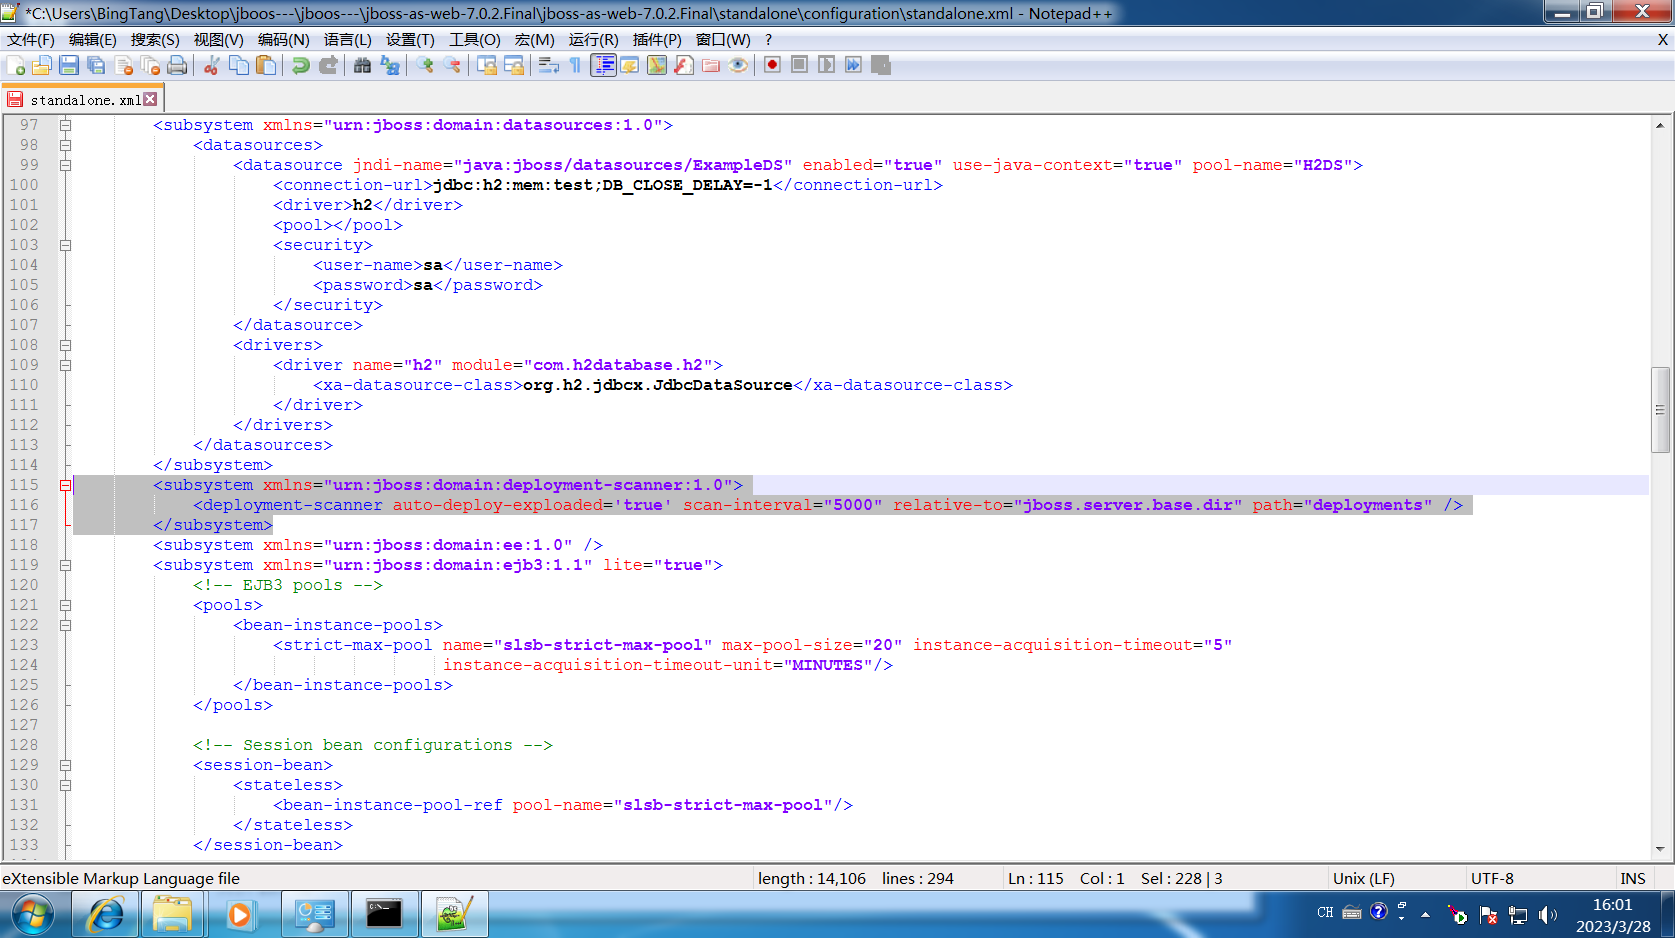 *C:\Users\BingTang\Desktop\jboos---\jboos---\jboss-as-web-7.0.2.Final\jboss-as-web-7.0.2.Final\standalone\configuration\standalone.xml - Notepad++
文件(F) 编辑(E) 搜索(S) 视图(V) 编码(N) 语言(L) 设置(T) 工具(O) 宏(M) 运行(R) 插件(P) 窗口(W) ? X
standalone.xml
97 <subsystem xmlns="urn:jboss:domain:datasources:1.0">
98 <datasources>
99 <datasource jndi-name="java:jboss/datasources/ExampleDS" enabled="true" use-java-context="true" pool-name="H2DS">
100 <connection-url>jdbc:h2:mem:test;DB_CLOSE_DELAY=-1</connection-url>
101 <driver>h2</driver>
102 <pool></pool>
103 <security>
104 <user-name>sa</user-name>
105 <password>sa</password>
106 </security>
107 </datasource>
108 <drivers>
109 <driver name="h2" module="com.h2database.h2">
110 <xa-datasource-class>org.h2.jdbcx.JdbcDataSource</xa-datasource-class>
111 </driver>
112 </drivers>
113 </datasources>
114 </subsystem>
115 <subsystem xmlns="urn:jboss:domain:deployment-scanner:1.0">
116 <deployment-scanner auto-deploy-exploaded='true' scan-interval="5000" relative-to="jboss.server.base.dir" path="deployments" />
117 </subsystem>
118 <subsystem xmlns="urn:jboss:domain:ee:1.0" />
119 <subsystem xmlns="urn:jboss:domain:ejb3:1.1" lite="true">
120 <!-- EJB3 pools -->
121 <pools>
122 <bean-instance-pools>
123 <strict-max-pool name="slsb-strict-max-pool" max-pool-size="20" instance-acquisition-timeout="5"
124 instance-acquisition-timeout-unit="MINUTES"/>
125 </bean-instance-pools>
126 </pools>
127
128 <!-- Session bean configurations -->
129 <session-bean>
130 <stateless>
131 <bean-instance-pool-ref pool-name="slsb-strict-max-pool"/>
132 </stateless>
133 </session-bean>
eXtensible Markup Language file length : 14,106 lines : 294 Ln : 115 Col : 1 Sel : 228 | 3 Unix (LF) UTF-8 INS
CH
16:01
2023/3/28